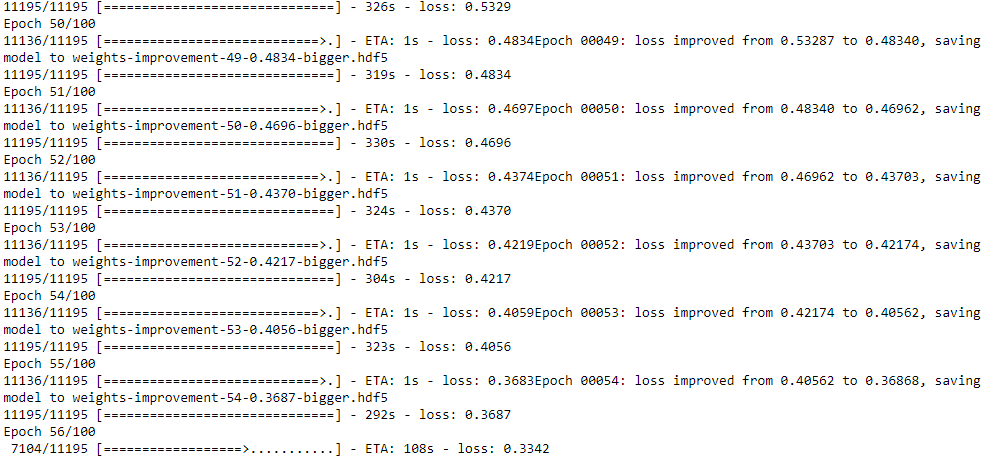 11195/11195 [==============================] - 326s - loss: 0.5329
Epoch 50/100
11136/11195 [============================>.] - ETA: 1s - loss: 0.4834Epoch 00049: loss improved from 0.53287 to 0.48340, saving
model to weights-improvement-49-0.4834-bigger.hdf5
11195/11195 [==============================] - 319s - loss: 0.4834
Epoch 51/100
11136/11195 [============================>.] - ETA: 1s - loss: 0.4697Epoch 00050: loss improved from 0.48340 to 0.46962, saving
model to weights-improvement-50-0.4696-bigger.hdf5
11195/11195 [==============================] - 330s - loss: 0.4696
Epoch 52/100
11136/11195 [============================>.] - ETA: 1s - loss: 0.4374Epoch 00051: loss improved from 0.46962 to 0.43703, saving
model to weights-improvement-51-0.4370-bigger.hdf5
11195/11195 [==============================] - 324s - loss: 0.4370
Epoch 53/100
11136/11195 [============================>.] - ETA: 1s - loss: 0.4219Epoch 00052: loss improved from 0.43703 to 0.42174, saving
model to weights-improvement-52-0.4217-bigger.hdf5
11195/11195 [==============================] - 304s - loss: 0.4217
Epoch 54/100
11136/11195 [============================>.] - ETA: 1s - loss: 0.4059Epoch 00053: loss improved from 0.42174 to 0.40562, saving
model to weights-improvement-53-0.4056-bigger.hdf5
11195/11195 [==============================] - 323s - loss: 0.4056
Epoch 55/100
11136/11195 [============================>.] - ETA: 1s - loss: 0.3683Epoch 00054: loss improved from 0.40562 to 0.36868, saving
model to weights-improvement-54-0.3687-bigger.hdf5
11195/11195 [==============================] - 292s - loss: 0.3687
Epoch 56/100
 7104/11195 [==================>...........] - ETA: 108s - loss: 0.3342